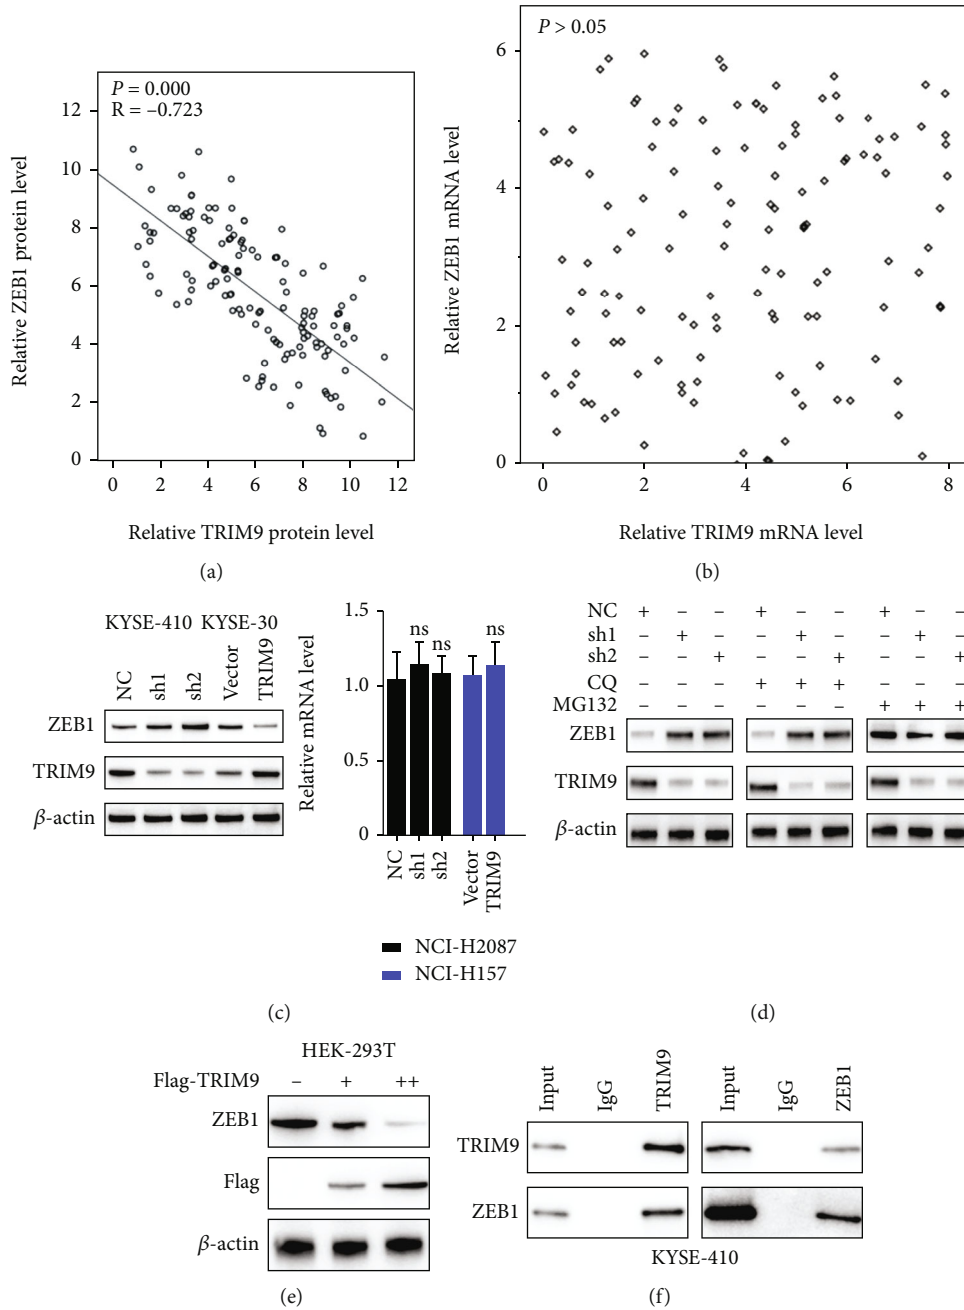 P = 0.000
R = –0.723
12
10
8
6
4
2
0
0 2 4 6 8 10 12
Relative ZEB1 protein level
Relative TRIM9 protein level
(a)
P > 0.05
6
4
2
0
0 2 4 6 8
Relative ZEB1 mRNA level
Relative TRIM9 mRNA level
(b)
KYSE-410 KYSE-30
NC sh1 sh2 Vector TRIM9
ZEB1
TRIM9
β-actin
Relative mRNA level
1.5
1.0
0.5
0
ns ns ns
NC sh1 sh2 Vector TRIM9
NCI-H2087
NCI-H157
(c)
NC + – – + – – + – –
sh1 – + – – + – – + –
sh2 – – + – – + – – +
CQ – – – + + + – – –
MG132 – – – – – – + + +
ZEB1
TRIM9
β-actin
(d)
HEK-293T
Flag-TRIM9 – + ++
ZEB1
Flag
β-actin
(e)
Input IgG TRIM9 Input IgG ZEB1
TRIM9
ZEB1
KYSE-410
(f)